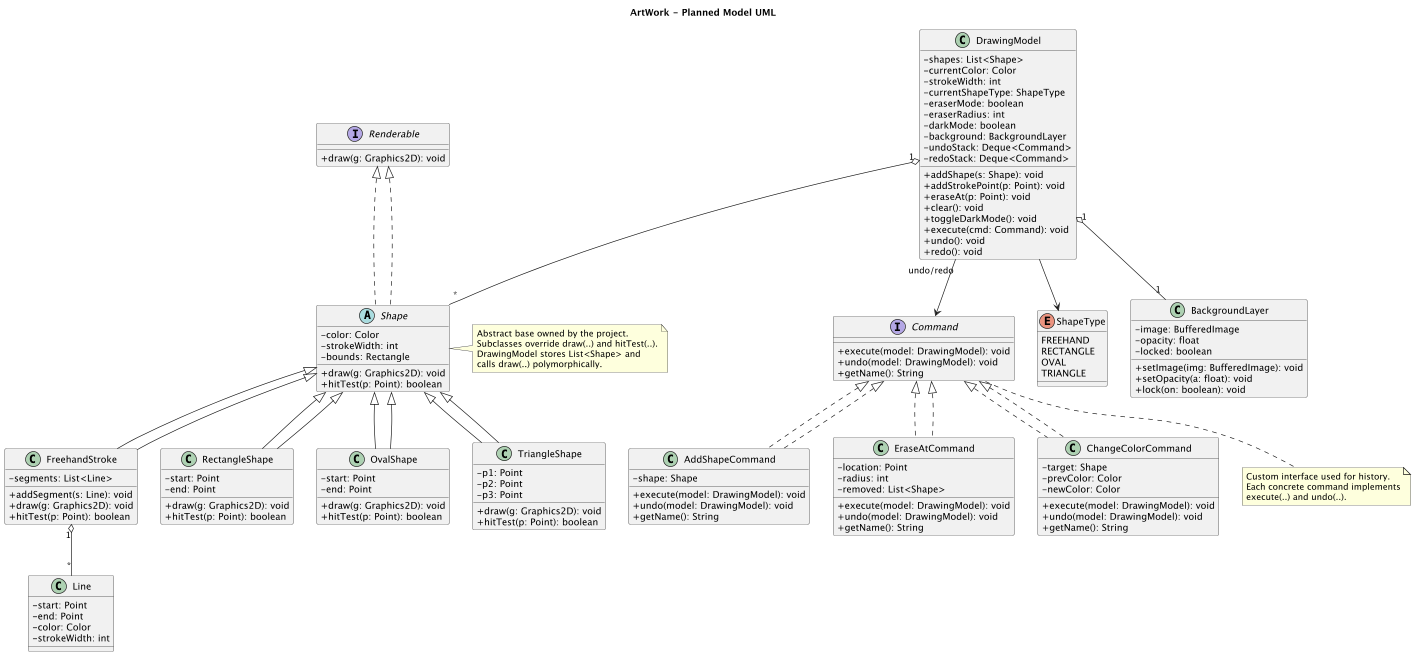 ArtWork - Planned Model UML
C DrawingModel
-shapes: List<Shape>
-currentColor: Color
-strokeWidth: int
-currentShapeType: ShapeType
-eraserMode: boolean
-eraserRadius: int
-darkMode: boolean
-background: BackgroundLayer
-undoStack: Deque<Command>
-redoStack: Deque<Command>
+addShape(s: Shape): void
+addStrokePoint(p: Point): void
+eraseAt(p: Point): void
+clear(): void
+toggleDarkMode(): void
+execute(cmd: Command): void
+undo(): void
+redo(): void
I Renderable
+draw(g: Graphics2D): void
1
1
undo/redo
*
1
A Shape
-color: Color
-strokeWidth: int
-bounds: Rectangle
+draw(g: Graphics2D): void
+hitTest(p: Point): boolean
Abstract base owned by the project.
Subclasses override draw(..) and hitTest(..).
DrawingModel stores List<Shape> and
calls draw(..) polymorphically.
I Command
+execute(model: DrawingModel): void
+undo(model: DrawingModel): void
+getName(): String
E ShapeType
FREEHAND
RECTANGLE
OVAL
TRIANGLE
C BackgroundLayer
-image: BufferedImage
-opacity: float
-locked: boolean
+setImage(img: BufferedImage): void
+setOpacity(a: float): void
+lock(on: boolean): void
C FreehandStroke
-segments: List<Line>
+addSegment(s: Line): void
+draw(g: Graphics2D): void
+hitTest(p: Point): boolean
C RectangleShape
-start: Point
-end: Point
+draw(g: Graphics2D): void
+hitTest(p: Point): boolean
C OvalShape
-start: Point
-end: Point
+draw(g: Graphics2D): void
+hitTest(p: Point): boolean
C TriangleShape
-p1: Point
-p2: Point
-p3: Point
+draw(g: Graphics2D): void
+hitTest(p: Point): boolean
C AddShapeCommand
-shape: Shape
+execute(model: DrawingModel): void
+undo(model: DrawingModel): void
+getName(): String
C EraseAtCommand
-location: Point
-radius: int
-removed: List<Shape>
+execute(model: DrawingModel): void
+undo(model: DrawingModel): void
+getName(): String
C ChangeColorCommand
-target: Shape
-prevColor: Color
-newColor: Color
+execute(model: DrawingModel): void
+undo(model: DrawingModel): void
+getName(): String
Custom interface used for history.
Each concrete command implements
execute(..) and undo(..).
1
*
C Line
-start: Point
-end: Point
-color: Color
-strokeWidth: int